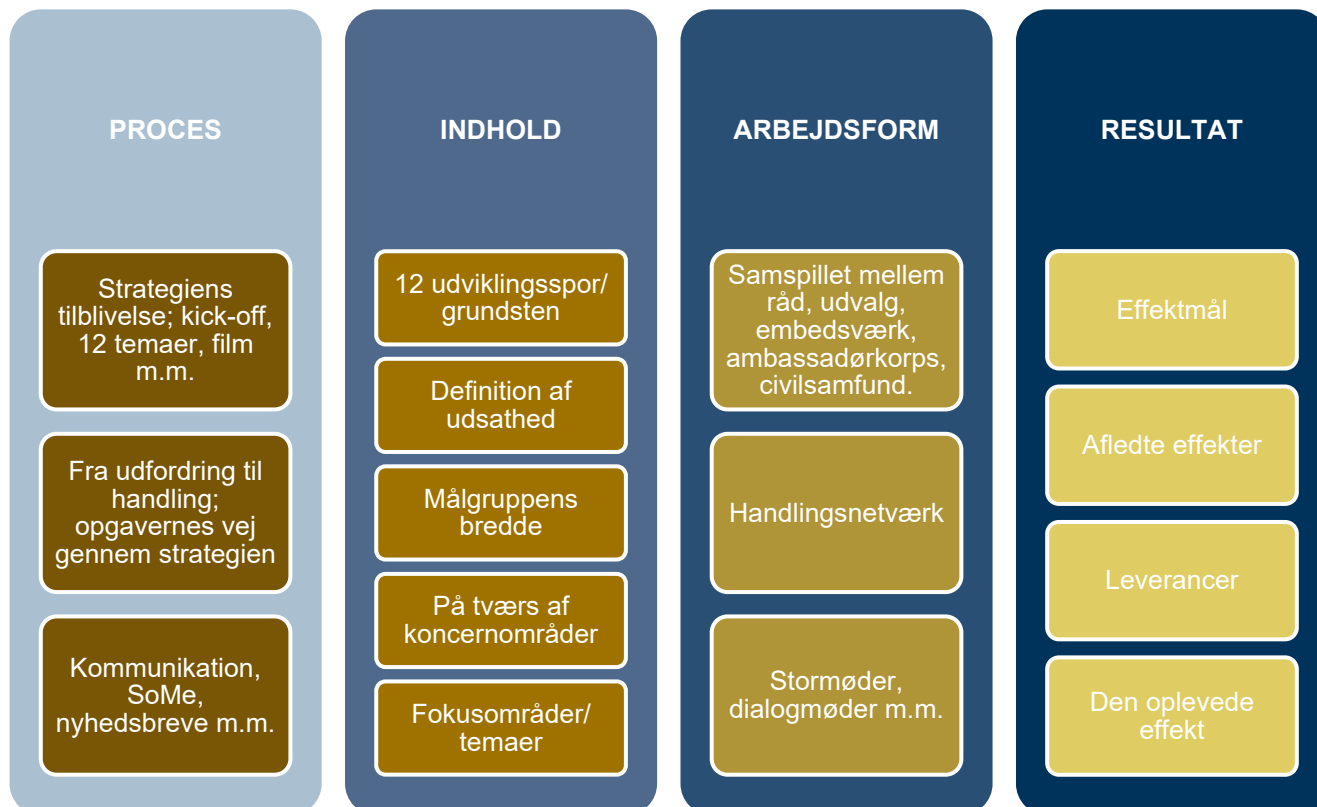 PROCES
Strategiens
tilblivelse; kick-off,
12 temaer, film
m.m.
Fra udfordring til
handling;
opgavernes vej
gennem strategien
Kommunikation,
SoMe,
nyhedsbreve m.m.
INDHOLD
12 udviklingsspor/
grundsten
Definition af
udsathed
Målgruppens
bredde
På tværs af
koncernområder
Fokusområder/
temaer
ARBEJDSFORM
Samspillet mellem
råd, udvalg,
embedsværk,
ambassadørkorps,
civilsamfund.
Handlingsnetværk
Stormøder,
dialogmøder m.m.
RESULTAT
Effektmål
Afledte effekter
Leverancer
Den oplevede
effekt